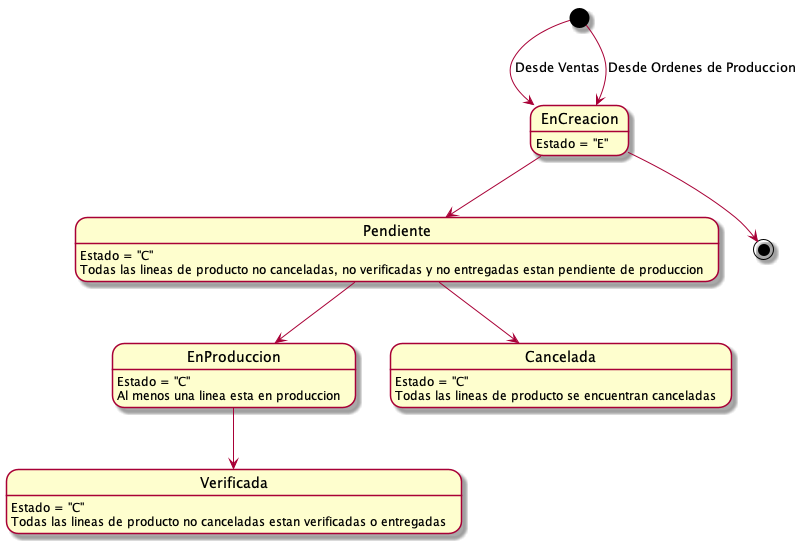 Desde Ventas
Desde Ordenes de Produccion
EnCreacion
Estado = "E"
Pendiente
Estado = "C"
Todas las lineas de producto no canceladas, no verificadas y no entregadas estan pendiente de produccion
EnProduccion
Estado = "C"
Al menos una linea esta en produccion
Cancelada
Estado = "C"
Todas las lineas de producto se encuentran canceladas
Verificada
Estado = "C"
Todas las lineas de producto no canceladas estan verificadas o entregadas